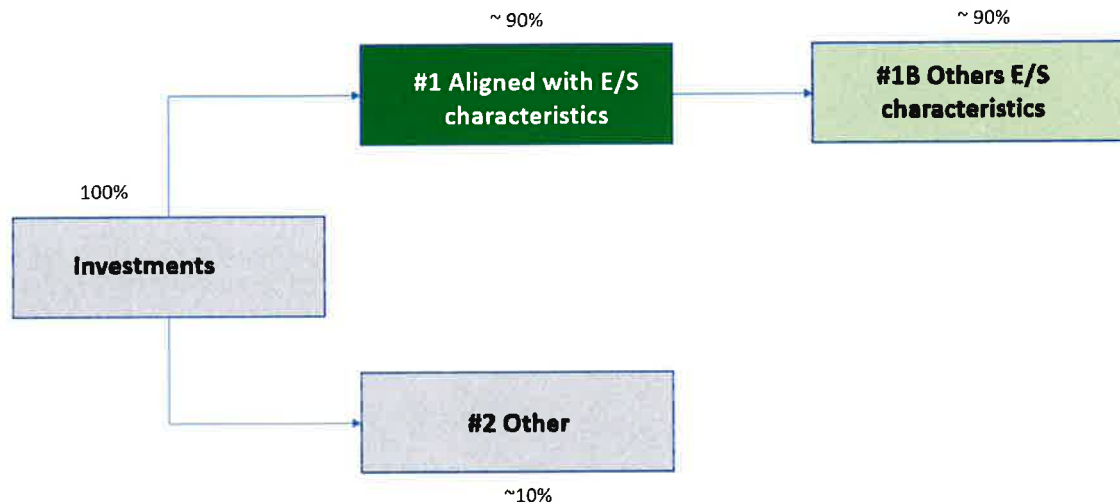 ~ 90%
~ 90%
#1 Aligned with E/S
characteristics
#1B Others E/S
characteristics
100%
Investments
#2 Other
~10%